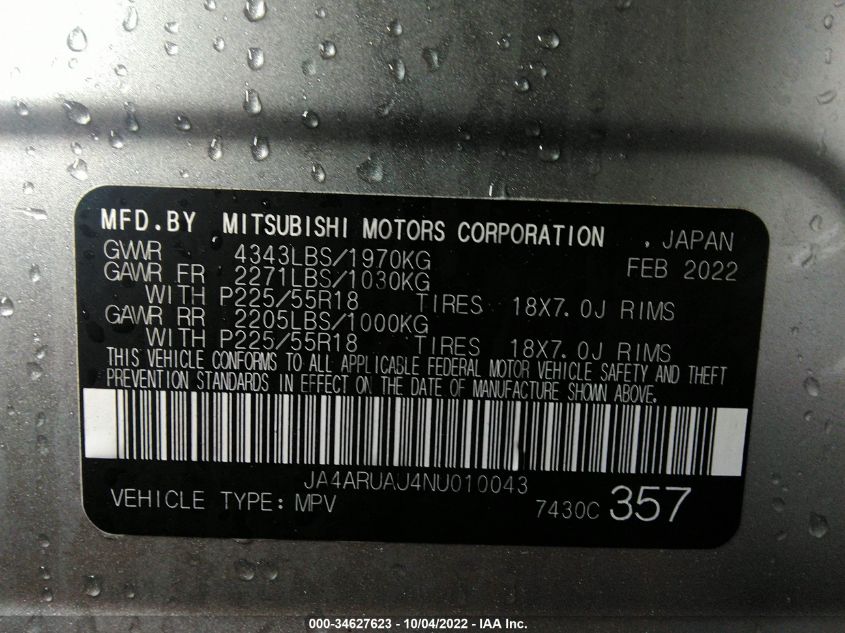 MFD.BY MITSUBISHI MOTORS CORPORATION , JAPAN
GVWR 4343LBS/1970KG FEB 2022
GAWR FR 2271LBS/1030KG
WITH P225/55R18 TIRES 18X7.0J RIMS
GAWR RR 2205LBS/1000KG
WITH P225/55R18 TIRES 18X7.0J RIMS
THIS VEHICLE CONFORMS TO ALL APPLICABLE FEDERAL MOTOR VEHICLE SAFETY AND THEFT
PREVENTION STANDARDS IN EFFECT ON THE DATE OF MANUFACTURE SHOWN ABOVE.
JA4ARUAJ4NU010043
VEHICLE TYPE: MPV 7430C 357
000-34627623 - 10/04/2022 - IAA Inc.